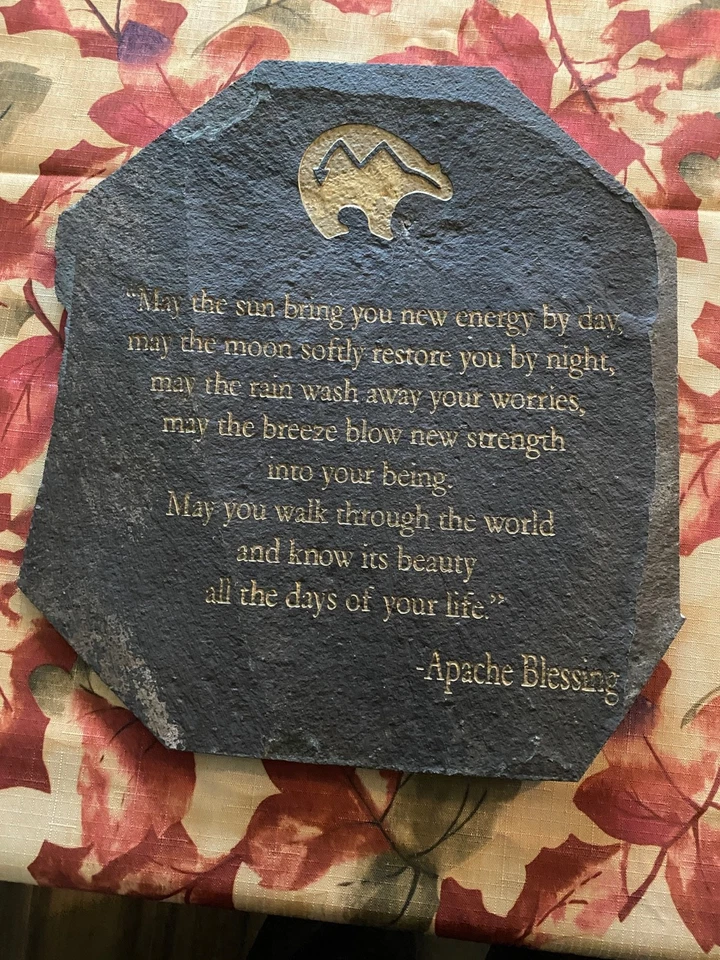 “May the sun bring you new energy by day,
may the moon softly restore you by night,
may the rain wash away your worries,
may the breeze blow new strength
into your being.
May you walk through the world
and know its beauty
all the days of your life.”
-Apache Blessing